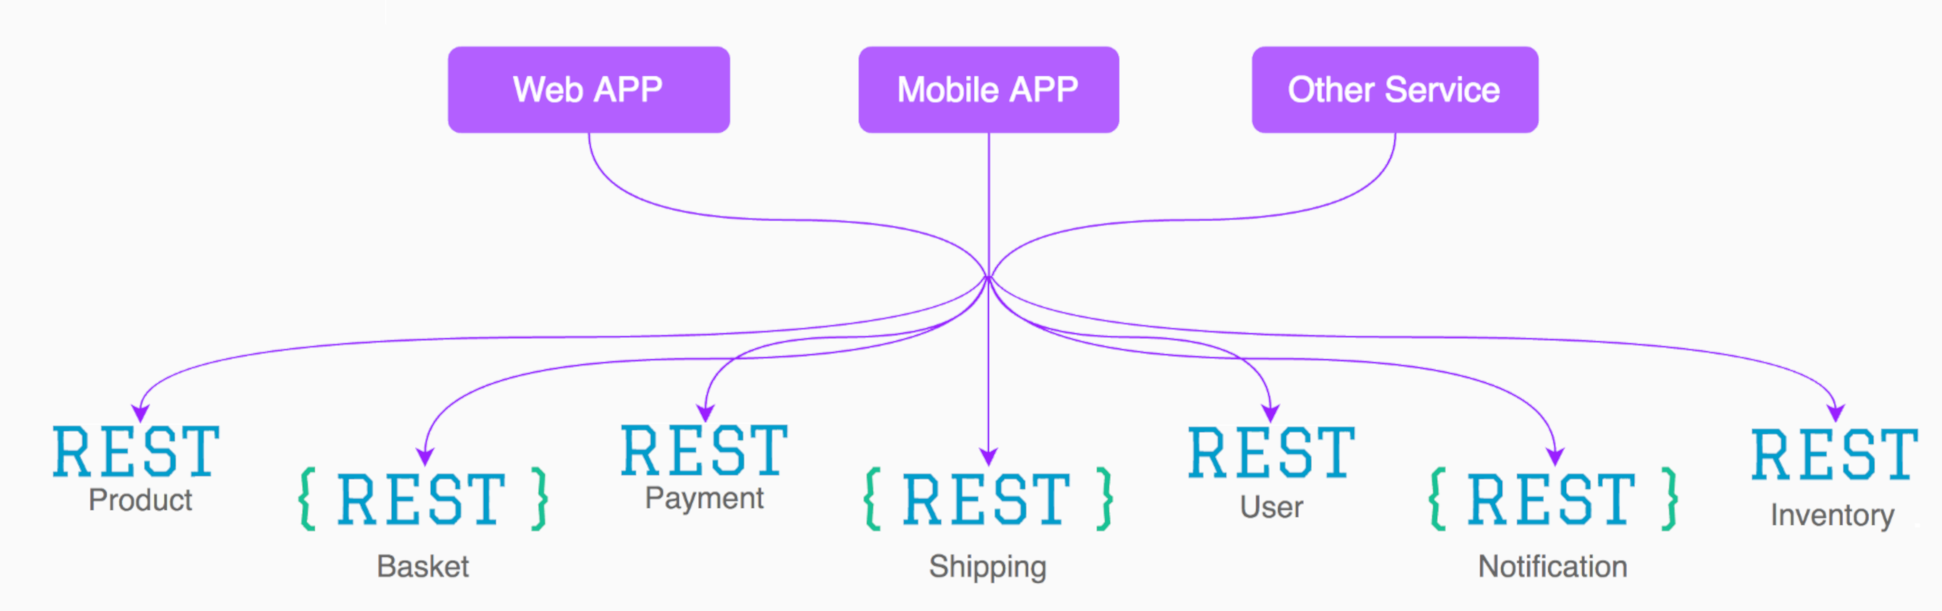 Web APP
Mobile APP
Other Service
REST
Product
{ REST }
Basket
REST
Payment
{ REST }
Shipping
REST
User
{ REST }
Notification
REST
Inventory